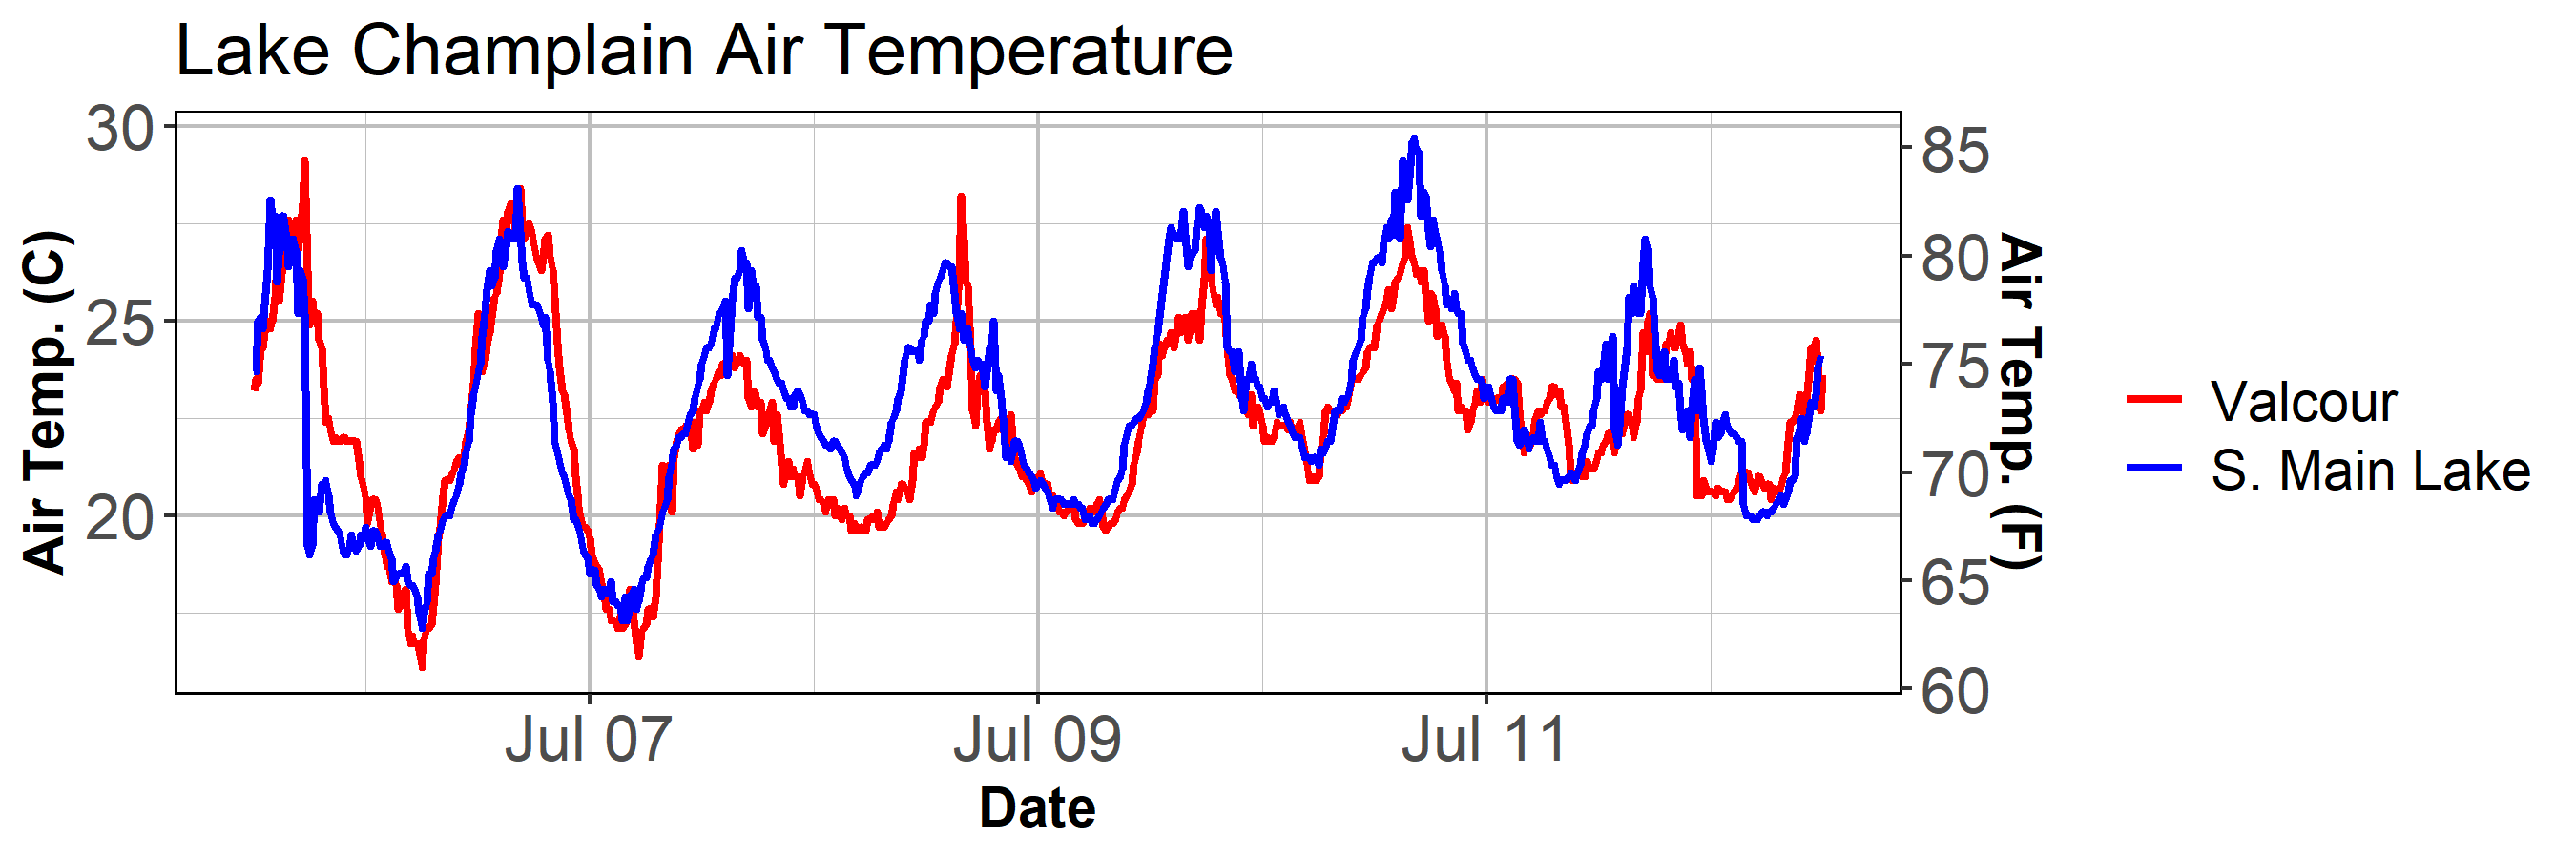 Lake Champlain Air Temperature
Air Temp. (C)
30
25
20
85
80
75
70
65
60
Air Temp. (F)
Jul 07
Jul 09
Jul 11
Date
Valcour
S. Main Lake